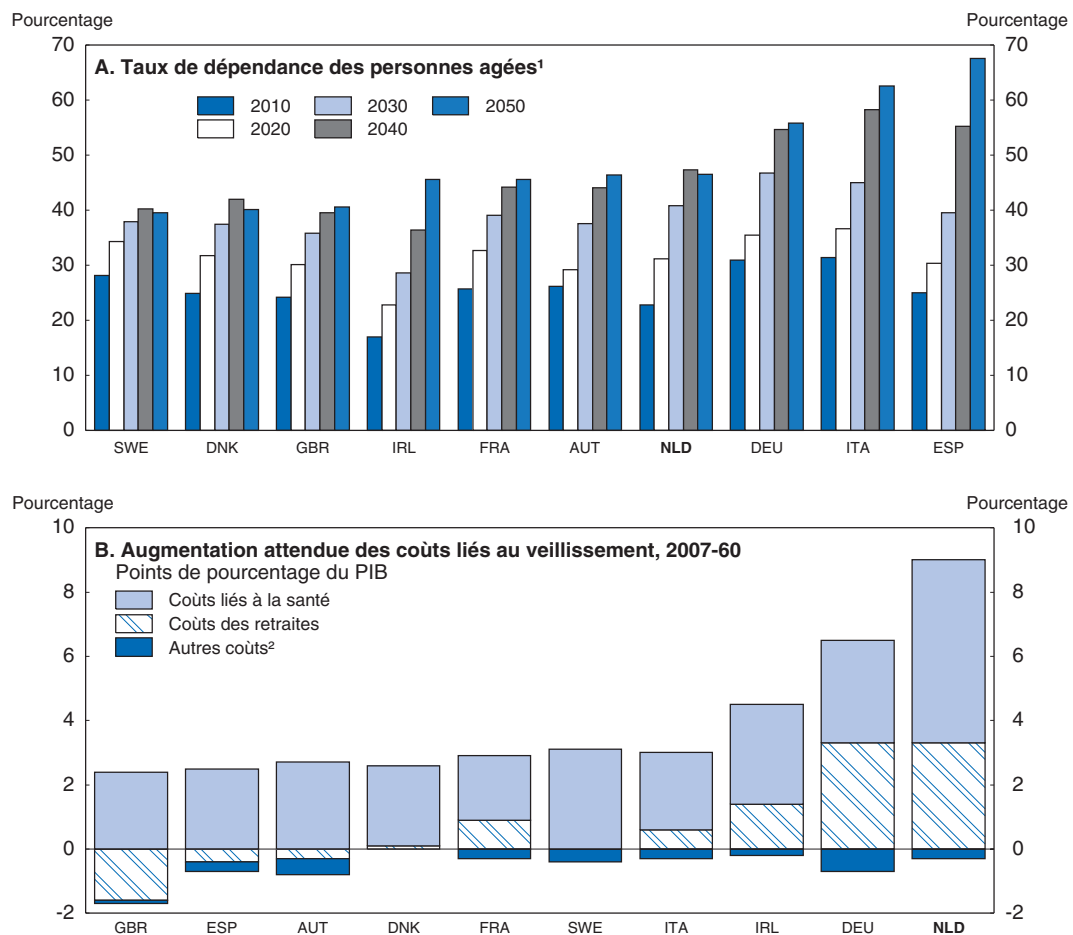 Pourcentage Pourcentage
70 70
A. Taux de dépendance des personnes agées¹
60 60
2010 2030 2050
2020 2040
50 50
40 40
30 30
20 20
10 10
0 0
SWE DNK GBR IRL FRA AUT NLD DEU ITA ESP
Pourcentage Pourcentage
10 10
B. Augmentation attendue des coùts liés au veillissement, 2007-60
Points de pourcentage du PIB
8 8
Coùts liés à la santé
Coùts des retraites
Autres coùts²
6 6
4 4
2 2
0 0
-2 -2
GBR ESP AUT DNK FRA SWE ITA IRL DEU NLD